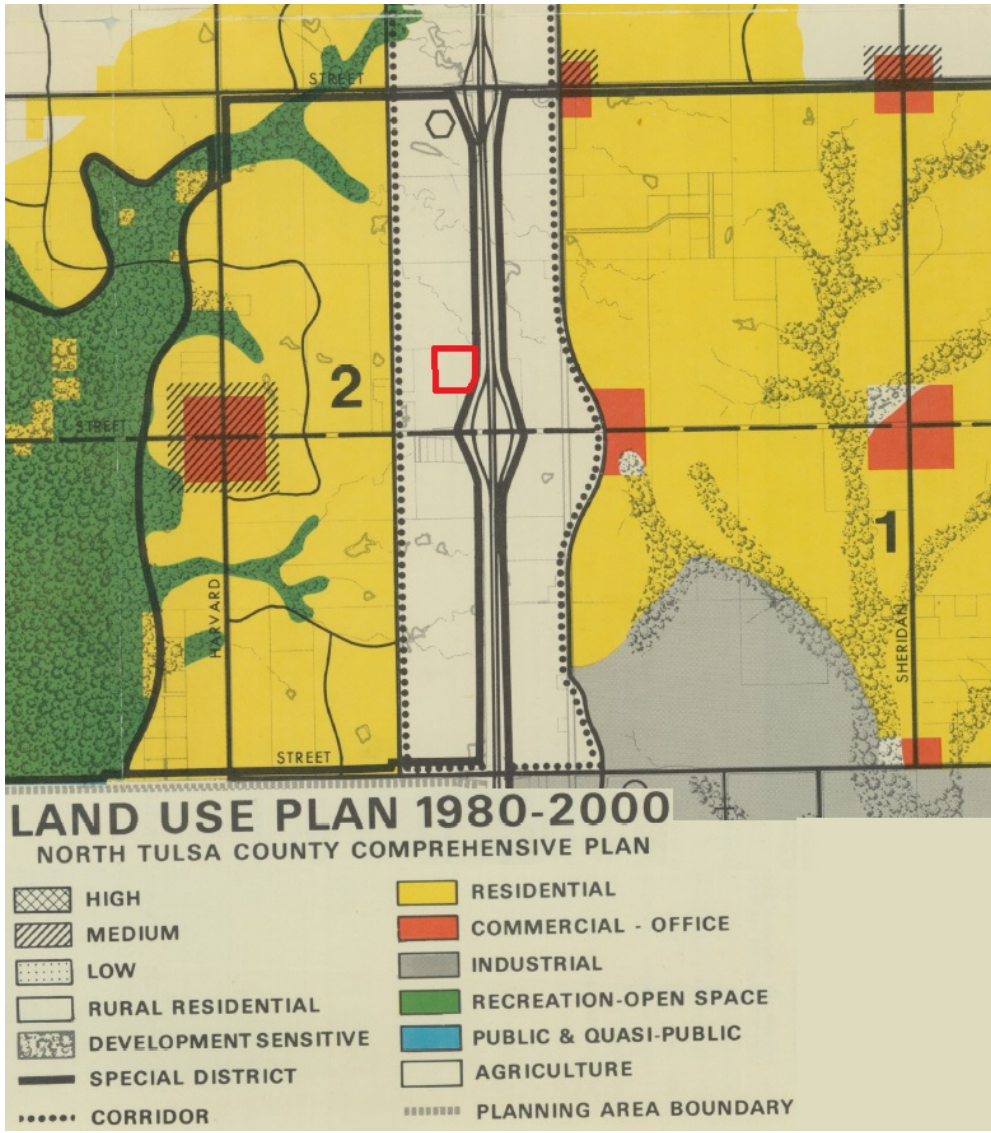 STREET
2
STREET
1
HARVARD
SHERIDAN
STREET
LAND USE PLAN 1980-2000
NORTH TULSA COUNTY COMPREHENSIVE PLAN
HIGH
MEDIUM
LOW
RURAL RESIDENTIAL
DEVELOPMENT SENSITIVE
SPECIAL DISTRICT
CORRIDOR
RESIDENTIAL
COMMERCIAL - OFFICE
INDUSTRIAL
RECREATION-OPEN SPACE
PUBLIC & QUASI-PUBLIC
AGRICULTURE
PLANNING AREA BOUNDARY